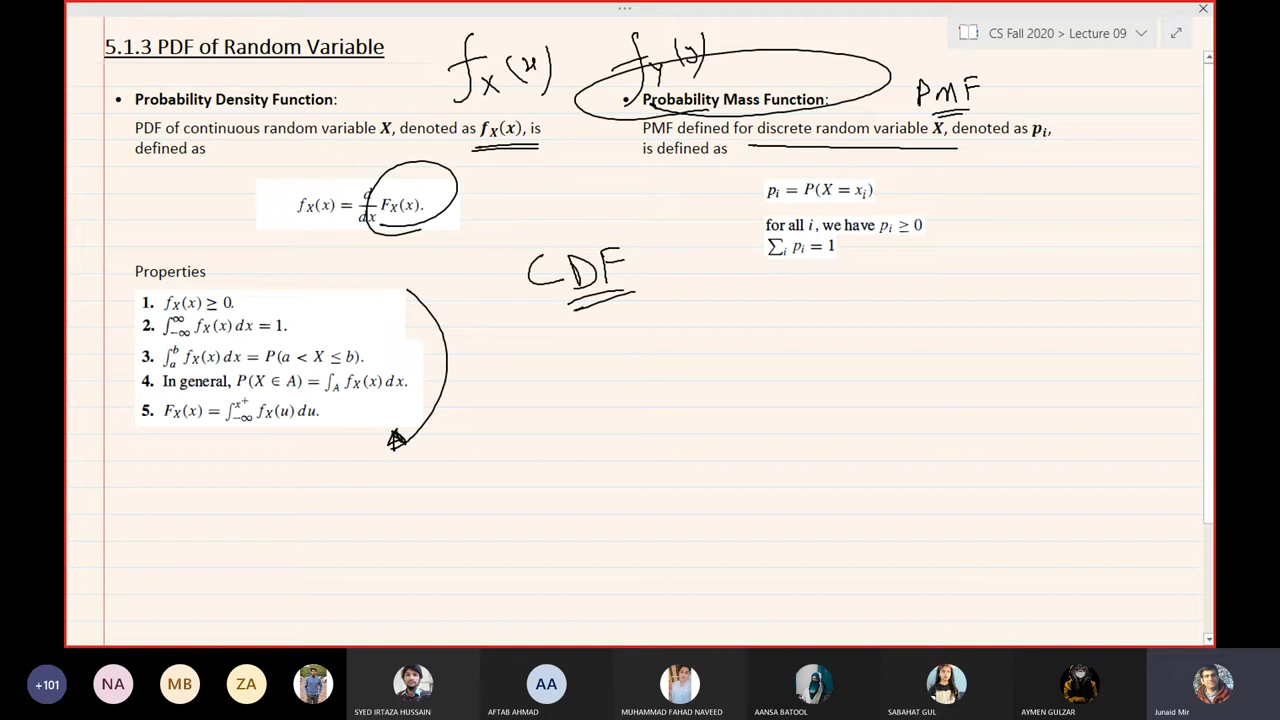 CS Fall 2020 > Lecture 09
5.1.3 PDF of Random Variable
f_X(x) f_Y(y)
• Probability Density Function:
PDF of continuous random variable X, denoted as f_X(x), is
defined as
f_X(x) = d/dx F_X(x).
Properties
1. f_X(x) ≥ 0.
2. ∫_{-∞}^{∞} f_X(x) dx = 1.
3. ∫_a^b f_X(x) dx = P(a < X ≤ b).
4. In general, P(X ∈ A) = ∫_A f_X(x) dx.
5. F_X(x) = ∫_{-∞}^{x^+} f_X(u) du.
CDF
• Probability Mass Function:
PMF
PMF defined for discrete random variable X, denoted as p_i,
is defined as
p_i = P(X = x_i)
for all i, we have p_i ≥ 0
∑_i p_i = 1
+101 NA MB ZA AA
SYED IRTAZA HUSSAIN AFTAB AHMAD MUHAMMAD FAHAD NAVEED AANSA BATOOL SABAHAT GUL AYMEN GULZAR Junaid Mir